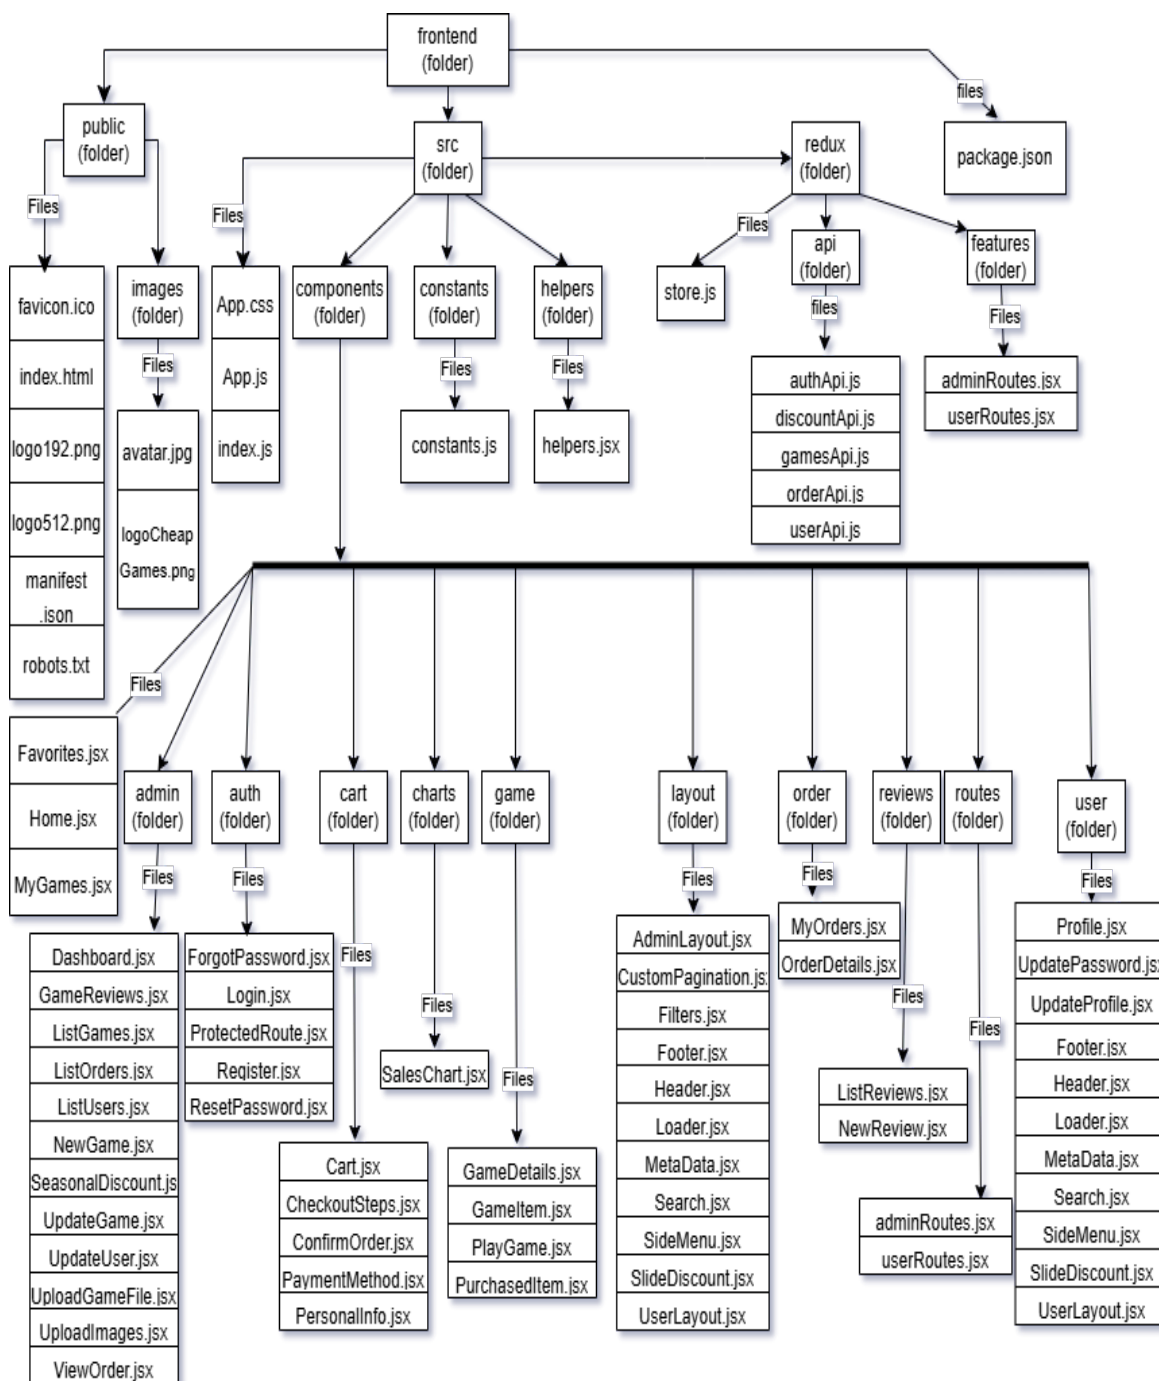 frontend
(folder)
files
public
(folder)
src
(folder)
redux
(folder)
package.json
Files
Files
Files
favicon.ico
index.html
logo192.png
logo512.png
manifest
.json
robots.txt
images
(folder)
Files
avatar.jpg
logoCheap
Games.png
App.css
App.js
index.js
components
(folder)
constants
(folder)
Files
constants.js
helpers
(folder)
Files
helpers.jsx
store.js
api
(folder)
files
authApi.js
discountApi.js
gamesApi.js
orderApi.js
userApi.js
features
(folder)
Files
adminRoutes.jsx
userRoutes.jsx
Files
Favorites.jsx
Home.jsx
MyGames.jsx
admin
(folder)
Files
Dashboard.jsx
GameReviews.jsx
ListGames.jsx
ListOrders.jsx
ListUsers.jsx
NewGame.jsx
SeasonalDiscount.js
UpdateGame.jsx
UpdateUser.jsx
UploadGameFile.jsx
UploadImages.jsx
ViewOrder.jsx
auth
(folder)
Files
ForgotPassword.jsx
Login.jsx
ProtectedRoute.jsx
Register.jsx
ResetPassword.jsx
cart
(folder)
Files
Cart.jsx
CheckoutSteps.jsx
ConfirmOrder.jsx
PaymentMethod.jsx
PersonalInfo.jsx
charts
(folder)
Files
SalesChart.jsx
game
(folder)
Files
GameDetails.jsx
GameItem.jsx
PlayGame.jsx
PurchasedItem.jsx
layout
(folder)
Files
AdminLayout.jsx
CustomPagination.jsx
Filters.jsx
Footer.jsx
Header.jsx
Loader.jsx
MetaData.jsx
Search.jsx
SideMenu.jsx
SlideDiscount.jsx
UserLayout.jsx
order
(folder)
Files
MyOrders.jsx
OrderDetails.jsx
reviews
(folder)
Files
ListReviews.jsx
NewReview.jsx
routes
(folder)
Files
adminRoutes.jsx
userRoutes.jsx
user
(folder)
Files
Profile.jsx
UpdatePassword.jsx
UpdateProfile.jsx
Footer.jsx
Header.jsx
Loader.jsx
MetaData.jsx
Search.jsx
SideMenu.jsx
SlideDiscount.jsx
UserLayout.jsx